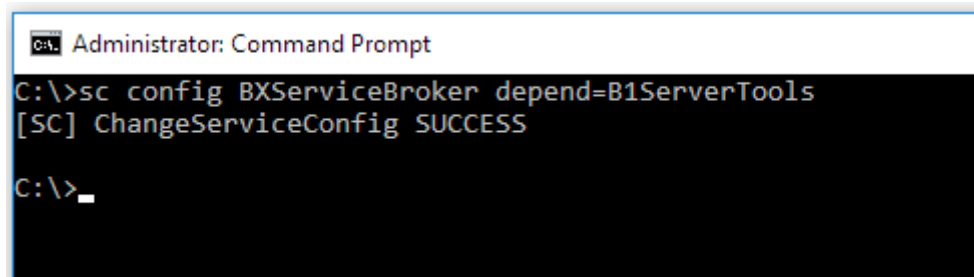 Administrator: Command Prompt
C:\>sc config BXServiceBroker depend=B1ServerTools
[SC] ChangeServiceConfig SUCCESS
C:\>